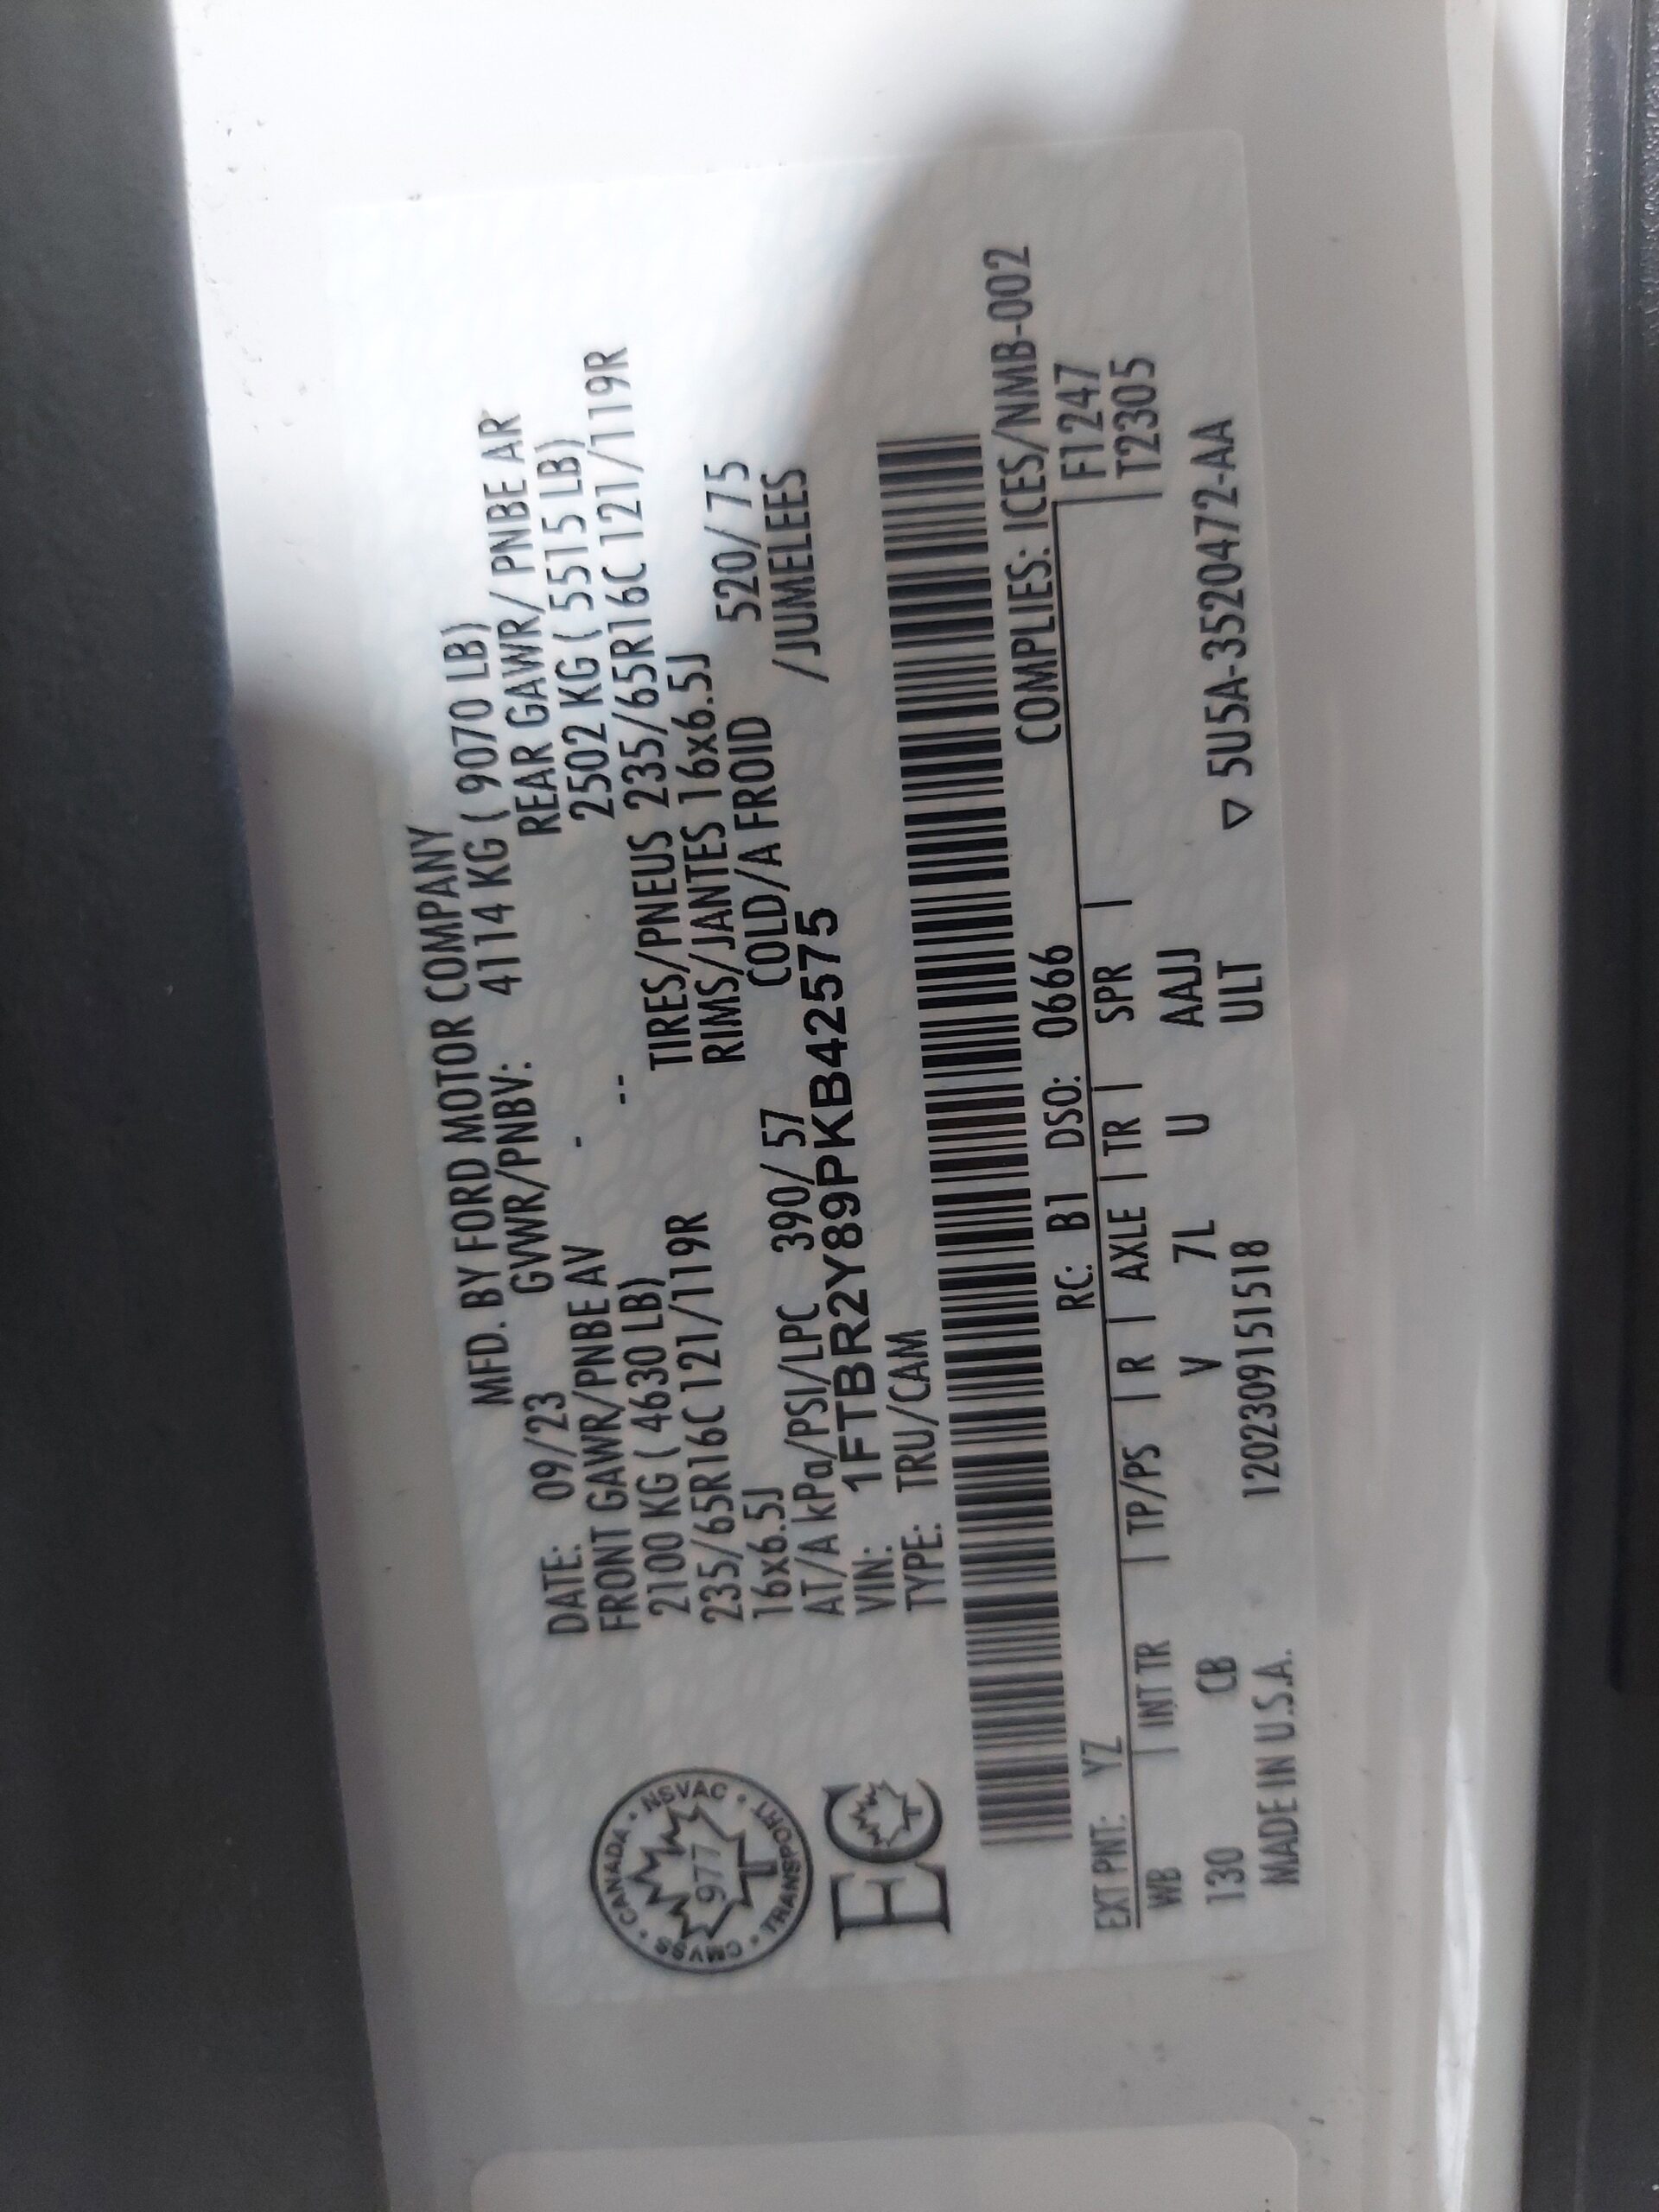 MFD. BY FORD MOTOR COMPANY
DATE: 09/23 GVWR/PNBV: 4114 KG ( 9070 LB)
FRONT GAWR/PNBE AV - REAR GAWR/ PNBE AR
2100 KG ( 4630 LB) -- 2502 KG ( 5515 LB)
235/65R16C 121/119R TIRES/PNEUS 235/65R16C 121/119R
16x6.5J RIMS/JANTES 16x6.5J
AT/A kPa/PSI/LPC 390/ 57 COLD/A FROID 520/ 75
VIN: 1FTBR2Y89PKB42575 /JUMELEES
TYPE: TRU/CAM
CANADA • NSVAC • TRANSPORT • CMVSS •
977
T
EC
COMPLIES: ICES/NMB-002
EXT PNT: YZ RC: B1 DSO: 0666 F1247
WB INT TR TP/PS R AXLE TR SPR T2305
130 CB V 7L U AAJJ
MADE IN U.S.A. 120230915151​8 ULT ▽ 5U5A-3520472-AA